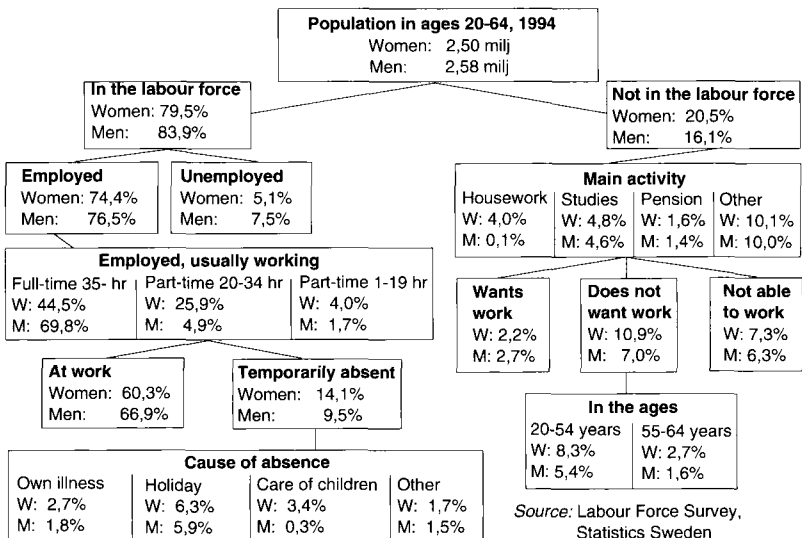 Population in ages 20-64, 1994
Women: 2,50 milj
Men: 2,58 milj
In the labour force
Women: 79,5%
Men: 83,9%
Not in the labour force
Women: 20,5%
Men: 16,1%
Employed
Women: 74,4%
Men: 76,5%
Unemployed
Women: 5,1%
Men: 7,5%
Main activity
Housework Studies Pension Other
W: 4,0% W: 4,8% W: 1,6% W: 10,1%
M: 0,1% M: 4,6% M: 1,4% M: 10,0%
Employed, usually working
Full-time 35- hr Part-time 20-34 hr Part-time 1-19 hr
W: 44,5% W: 25,9% W: 4,0%
M: 69,8% M: 4,9% M: 1,7%
Wants
work
W: 2,2%
M: 2,7%
Does not
want work
W: 10,9%
M: 7,0%
Not able
to work
W: 7,3%
M: 6,3%
At work
Women: 60,3%
Men: 66,9%
Temporarily absent
Women: 14,1%
Men: 9,5%
In the ages
20-54 years 55-64 years
W: 8,3% W: 2,7%
M: 5,4% M: 1,6%
Cause of absence
Own illness Holiday Care of children Other
W: 2,7% W: 6,3% W: 3,4% W: 1,7%
M: 1,8% M: 5,9% M: 0,3% M: 1,5%
Source: Labour Force Survey,
Statistics Sweden